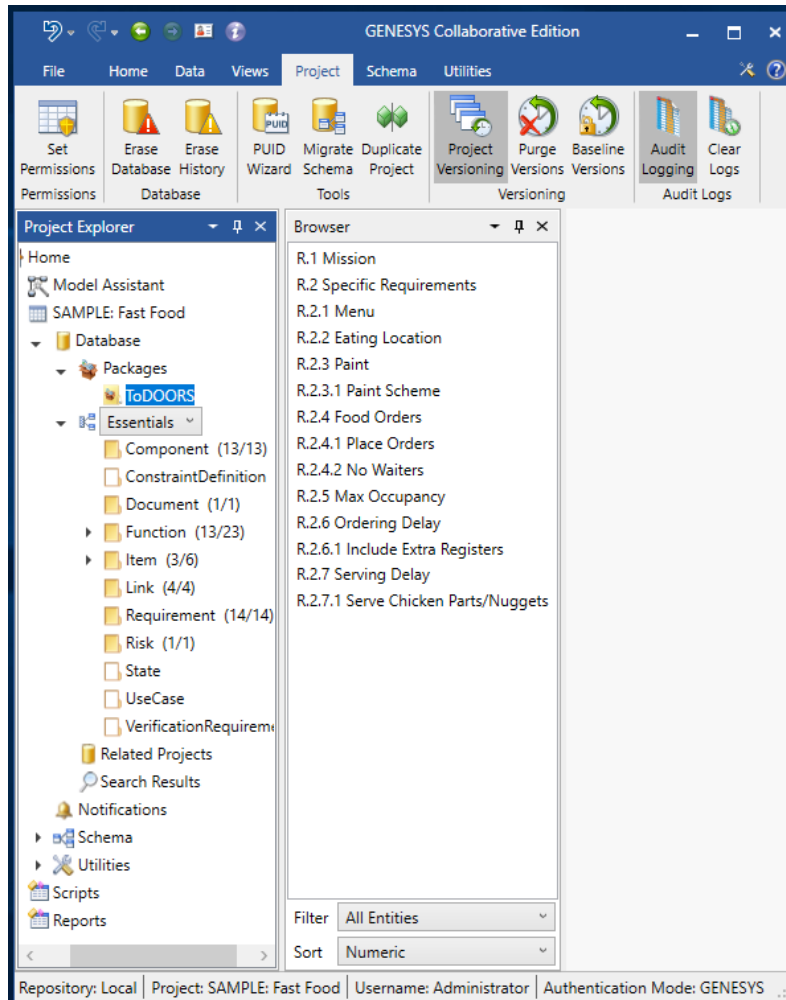 GENESYS Collaborative Edition
File Home Data Views Project Schema Utilities
Set Permissions
Erase Database
Erase History
PUID Wizard
Migrate Schema
Duplicate Project
Project Versioning
Purge Versions
Baseline Versions
Audit Logging
Clear Logs
Permissions Database Tools Versioning Audit Logs
Project Explorer
Home
Model Assistant
SAMPLE: Fast Food
Database
Packages
ToDOORS
Essentials
Component (13/13)
ConstraintDefinition
Document (1/1)
Function (13/23)
Item (3/6)
Link (4/4)
Requirement (14/14)
Risk (1/1)
State
UseCase
VerificationRequireme
Related Projects
Search Results
Notifications
Schema
Utilities
Scripts
Reports
Browser
R.1 Mission
R.2 Specific Requirements
R.2.1 Menu
R.2.2 Eating Location
R.2.3 Paint
R.2.3.1 Paint Scheme
R.2.4 Food Orders
R.2.4.1 Place Orders
R.2.4.2 No Waiters
R.2.5 Max Occupancy
R.2.6 Ordering Delay
R.2.6.1 Include Extra Registers
R.2.7 Serving Delay
R.2.7.1 Serve Chicken Parts/Nuggets
Filter All Entities
Sort Numeric
Repository: Local Project: SAMPLE: Fast Food Username: Administrator Authentication Mode: GENESYS